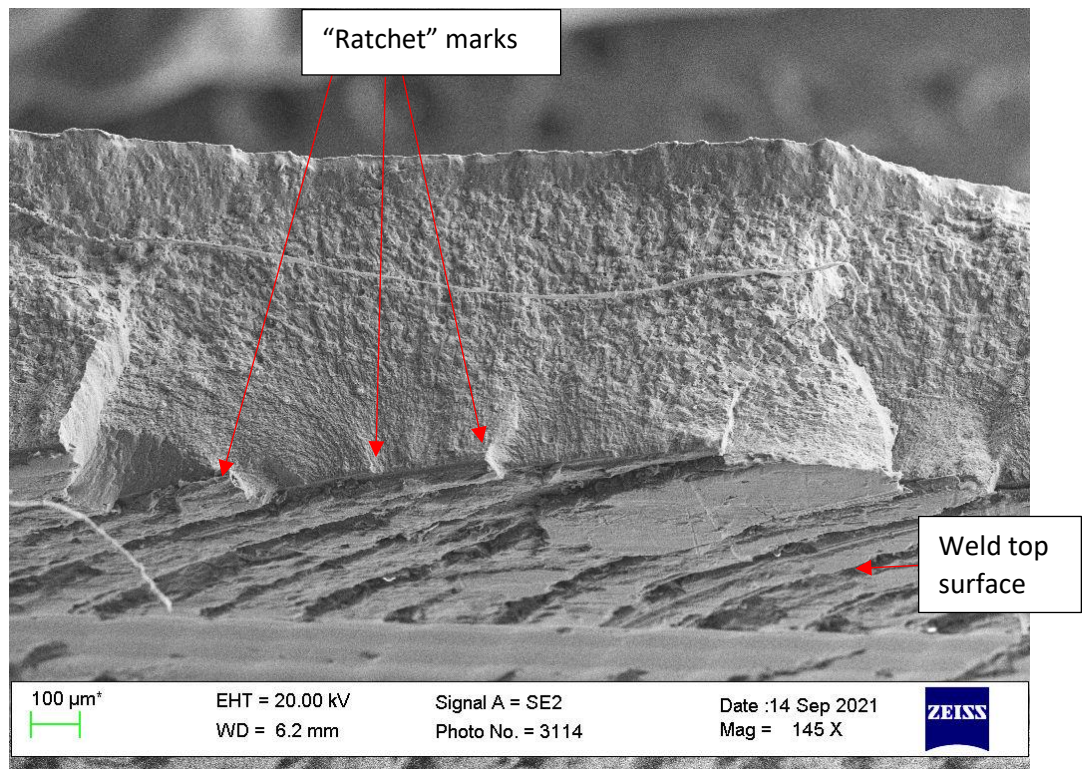 “Ratchet” marks
Weld top
surface
100 µm*
EHT = 20.00 kV
Signal A = SE2
Date :14 Sep 2021
WD = 6.2 mm
Photo No. = 3114
Mag = 145 X
ZEISS